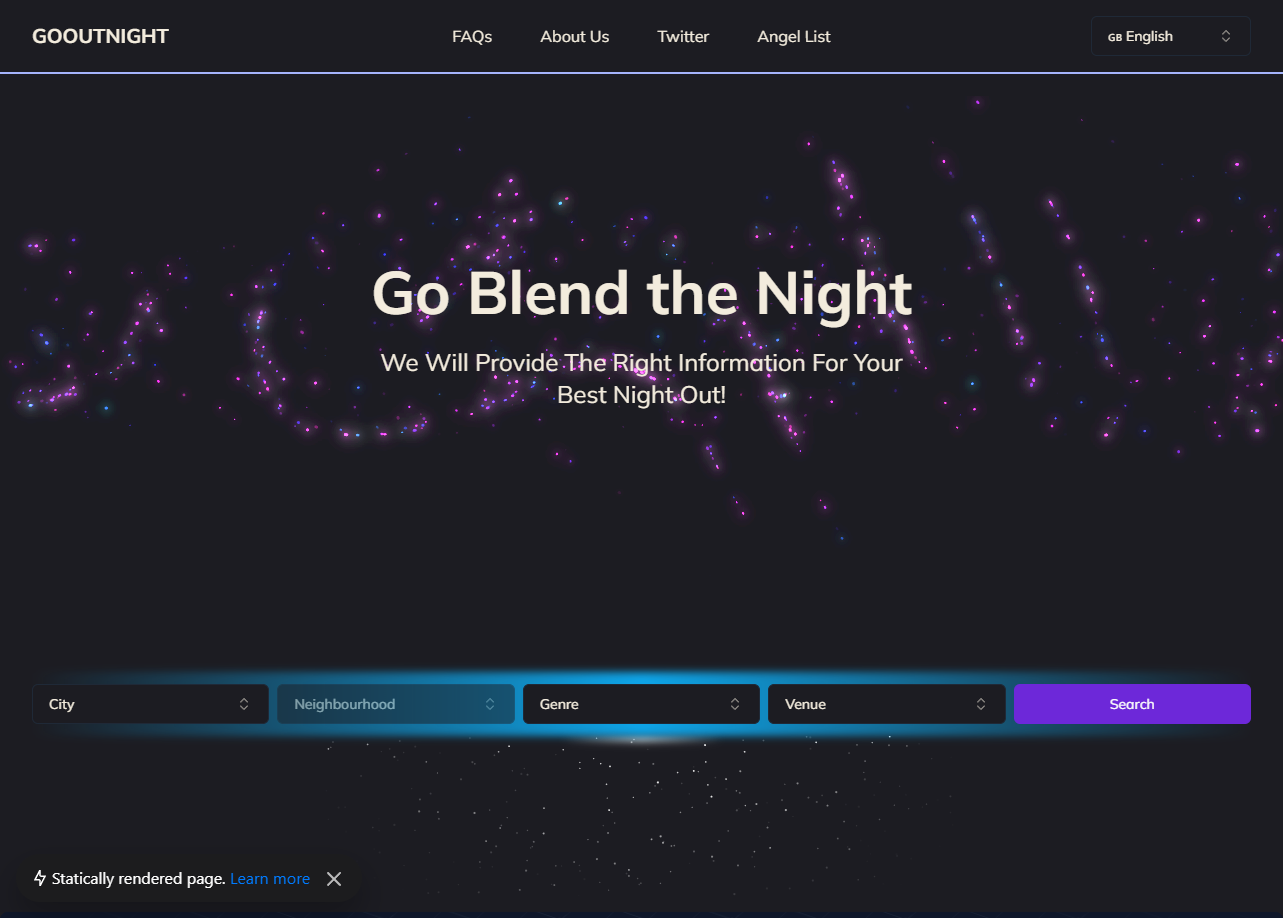 GOOUTNIGHT
FAQs
About Us
Twitter
Angel List
GB English
Go Blend the Night
We Will Provide The Right Information For Your
Best Night Out!
City
Neighbourhood
Genre
Venue
Search
Statically rendered page. Learn more